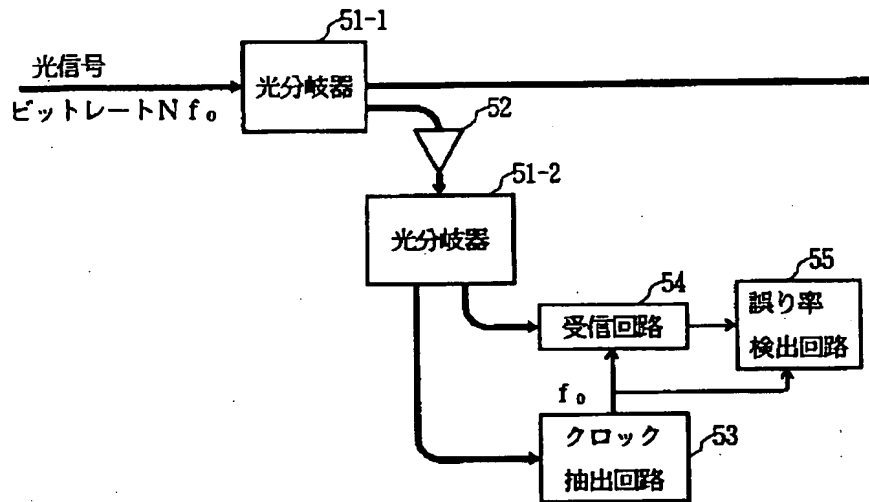 51-1
光信号
光分岐器
ビットレートN f₀
52
51-2
光分岐器
54
55
受信回路
誤り率
検出回路
f₀
クロック
抽出回路
53